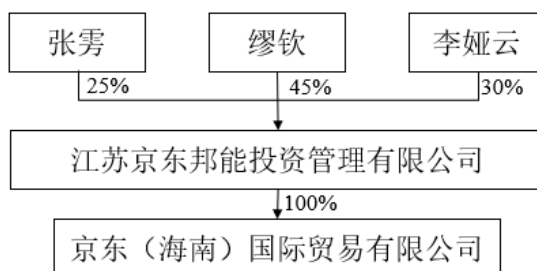 张雱 缪钦 李娅云
25% 45% 30%
江苏京东邦能投资管理有限公司
100%
京东（海南）国际贸易有限公司